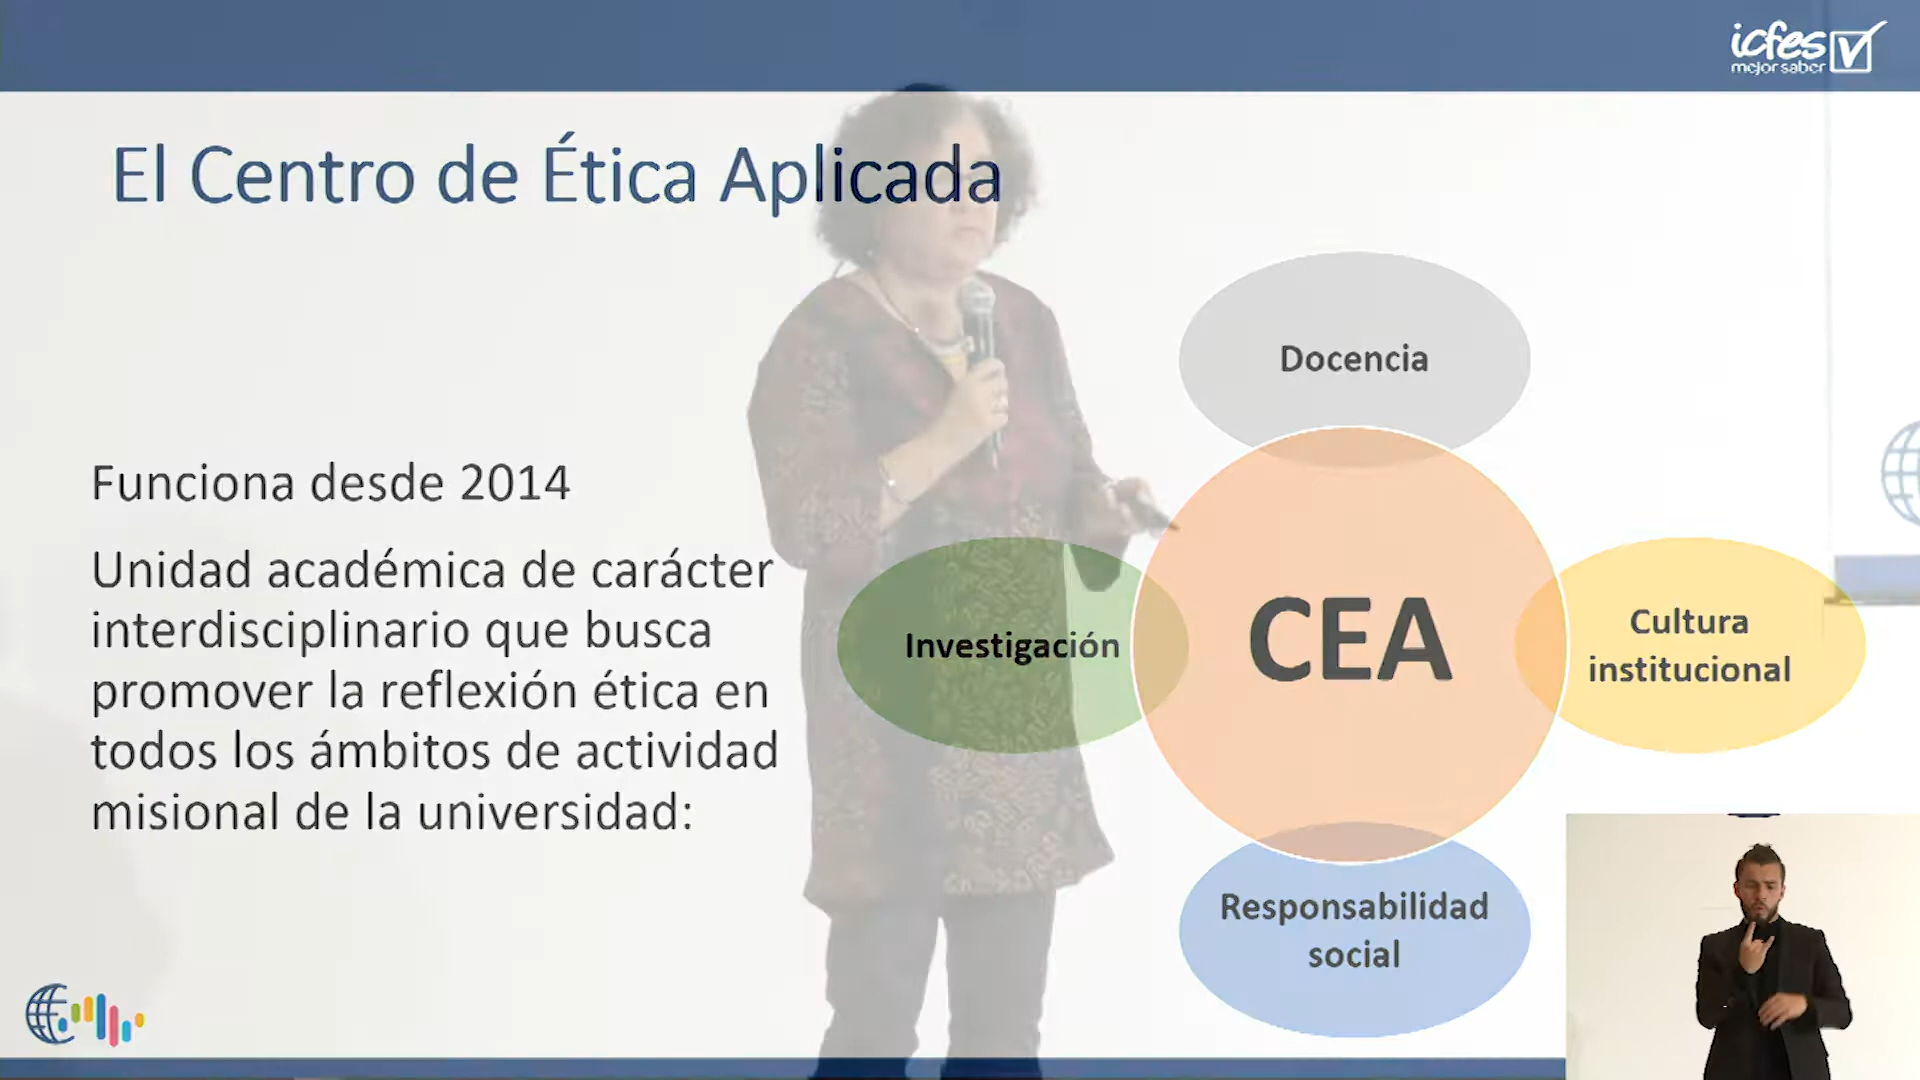 icfes
mejor saber
El Centro de Ética Aplicada
Funciona desde 2014
Unidad académica de carácter
interdisciplinario que busca
promover la reflexión ética en
todos los ámbitos de actividad
misional de la universidad:
Docencia
Investigación
CEA
Cultura
institucional
Responsabilidad
social